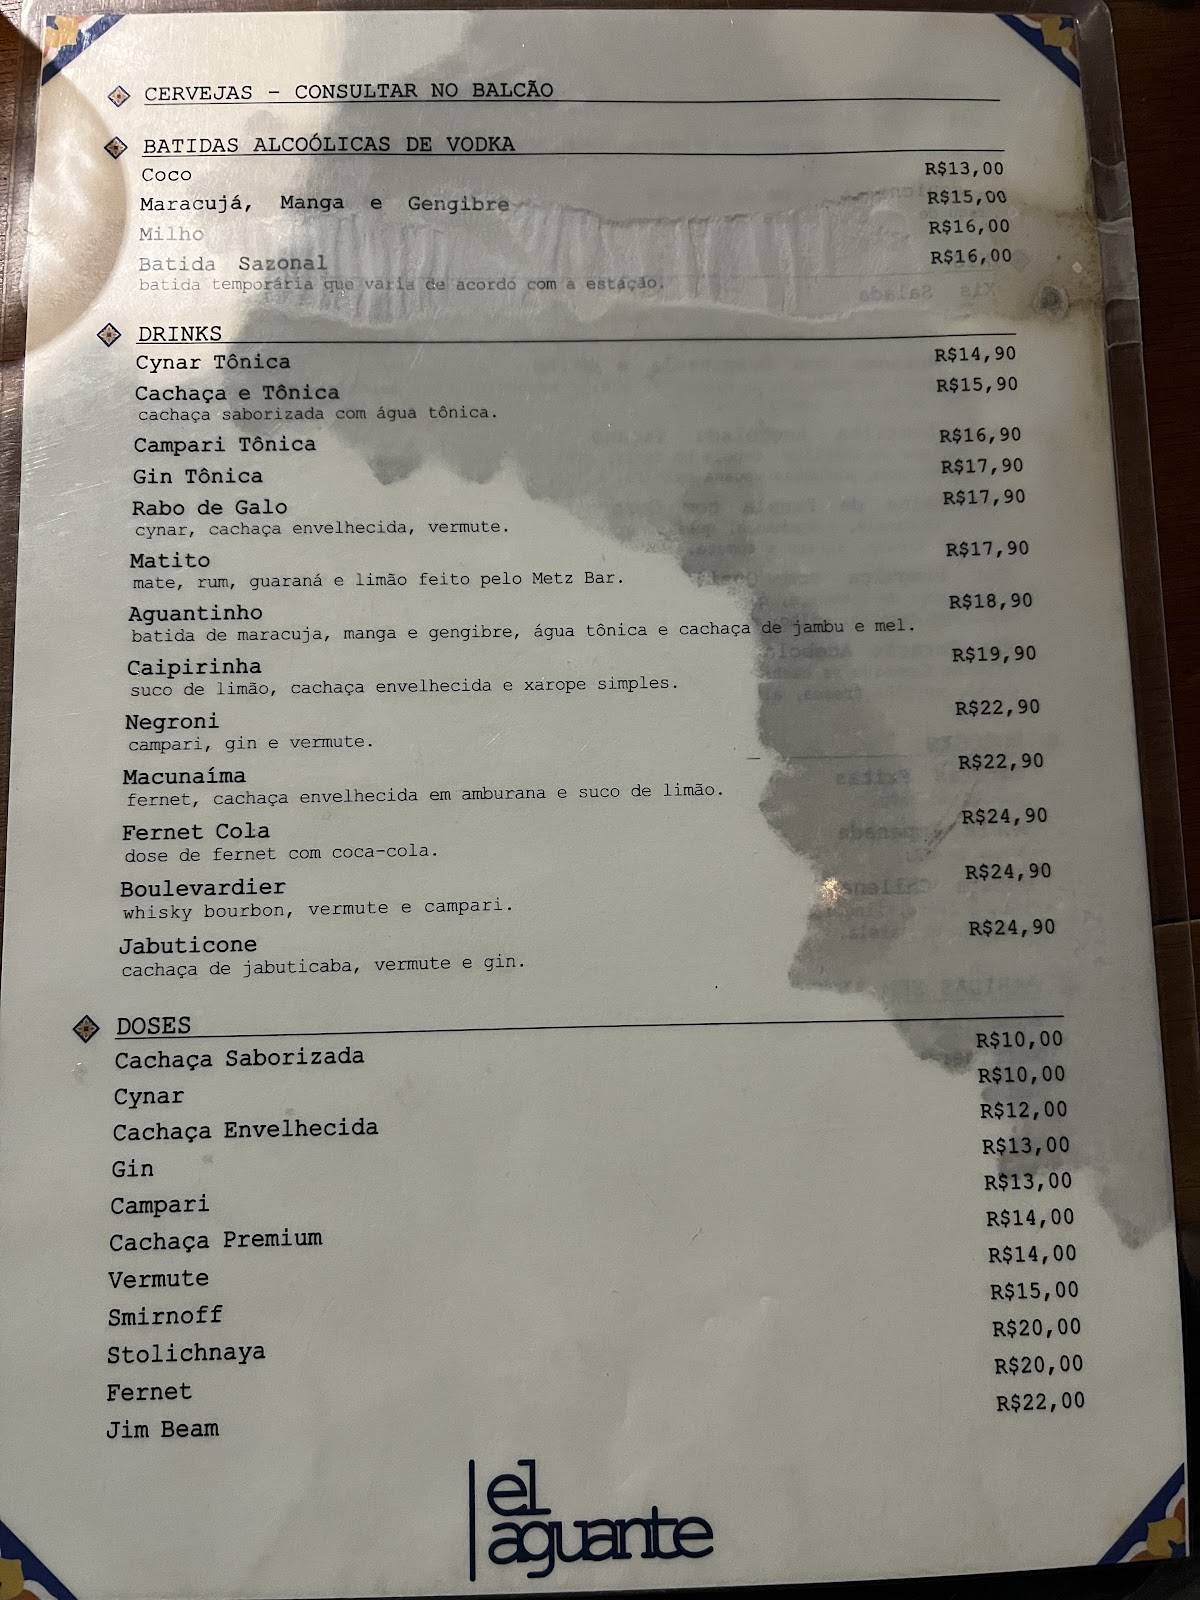 CERVEJAS - CONSULTAR NO BALCÃO
BATIDAS ALCOÓLICAS DE VODKA
Coco R$13,00
Maracujá, Manga e Gengibre R$15,00
Milho R$16,00
Batida Sazonal R$16,00
batida temporária que varia de acordo com a estação.
DRINKS
Cynar Tônica R$14,90
Cachaça e Tônica R$15,90
cachaça saborizada com água tônica.
Campari Tônica R$16,90
Gin Tônica R$17,90
Rabo de Galo R$17,90
cynar, cachaça envelhecida, vermute.
Matito R$17,90
mate, rum, guaraná e limão feito pelo Metz Bar.
Aguantinho R$18,90
batida de maracuja, manga e gengibre, água tônica e cachaça de jambu e mel.
Caipirinha R$19,90
suco de limão, cachaça envelhecida e xarope simples.
Negroni R$22,90
campari, gin e vermute.
Macunaíma R$22,90
fernet, cachaça envelhecida em amburana e suco de limão.
Fernet Cola R$24,90
dose de fernet com coca-cola.
Boulevardier R$24,90
whisky bourbon, vermute e campari.
Jabuticone R$24,90
cachaça de jabuticaba, vermute e gin.
DOSES
Cachaça Saborizada R$10,00
Cynar R$10,00
Cachaça Envelhecida R$12,00
Gin R$13,00
Campari R$13,00
Cachaça Premium R$14,00
Vermute R$14,00
Smirnoff R$15,00
Stolichnaya R$20,00
Fernet R$20,00
Jim Beam R$22,00
el
aguante